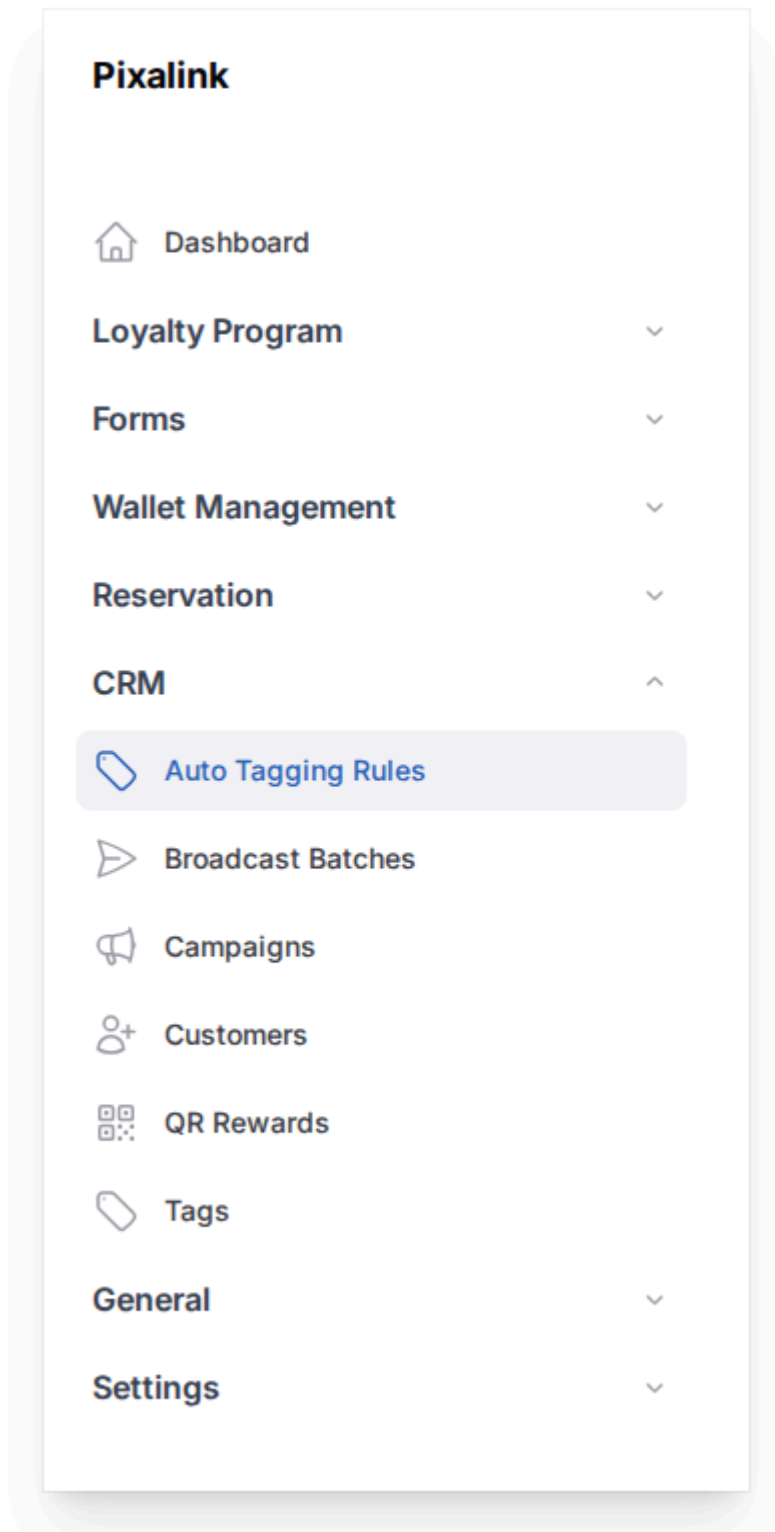 Pixalink
Dashboard
Loyalty Program
Forms
Wallet Management
Reservation
CRM
Auto Tagging Rules
Broadcast Batches
Campaigns
Customers
QR Rewards
Tags
General
Settings